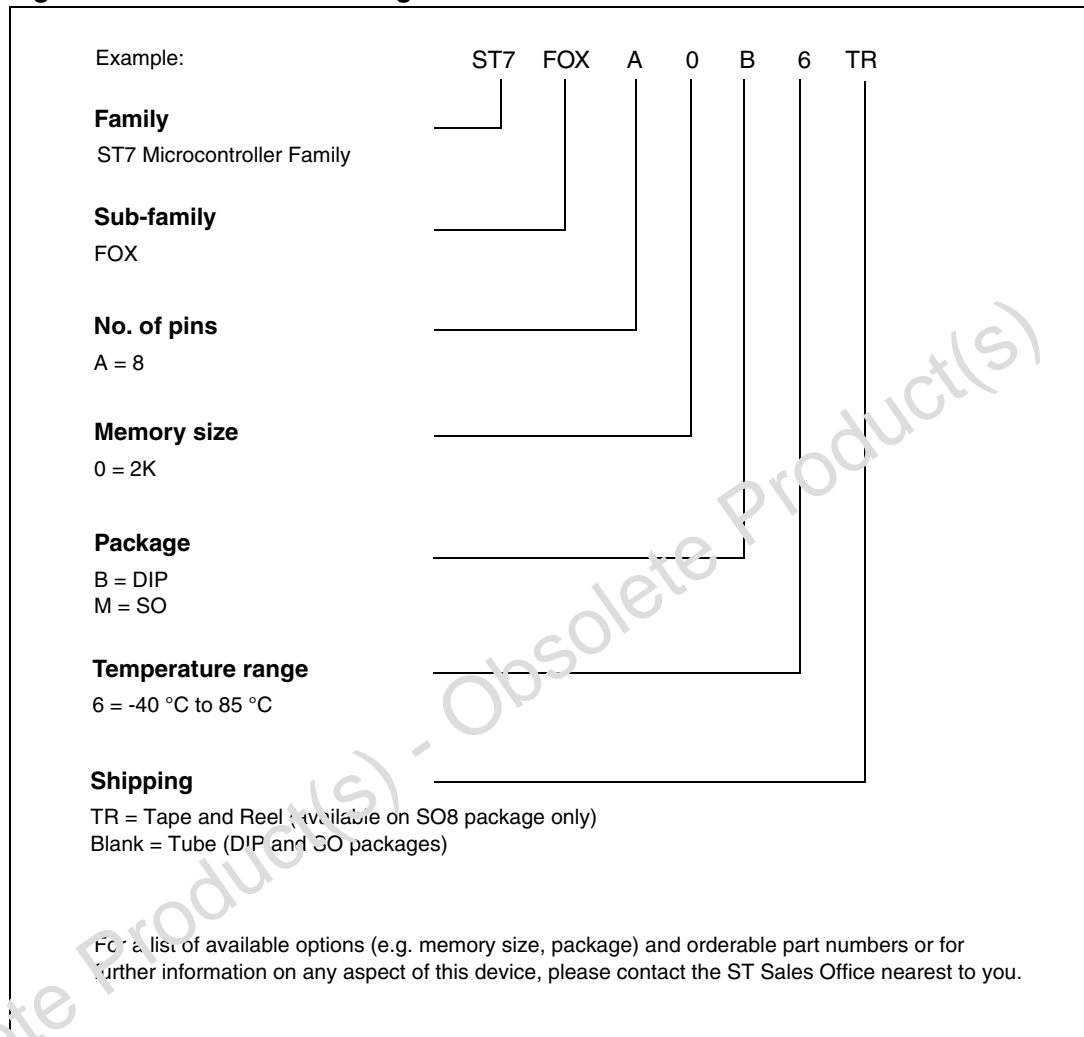 Example: ST7 FOX A 0 B 6 TR
Family
ST7 Microcontroller Family
Sub-family
FOX
No. of pins
A = 8
Memory size
0 = 2K
Package
B = DIP
M = SO
Temperature range
6 = -40 °C to 85 °C
Shipping
TR = Tape and Reel (available on SO8 package only)
Blank = Tube (DIP and SO packages)
For a list of available options (e.g. memory size, package) and orderable part numbers or for
further information on any aspect of this device, please contact the ST Sales Office nearest to you.
Product(s) - Obsolete Product(s)